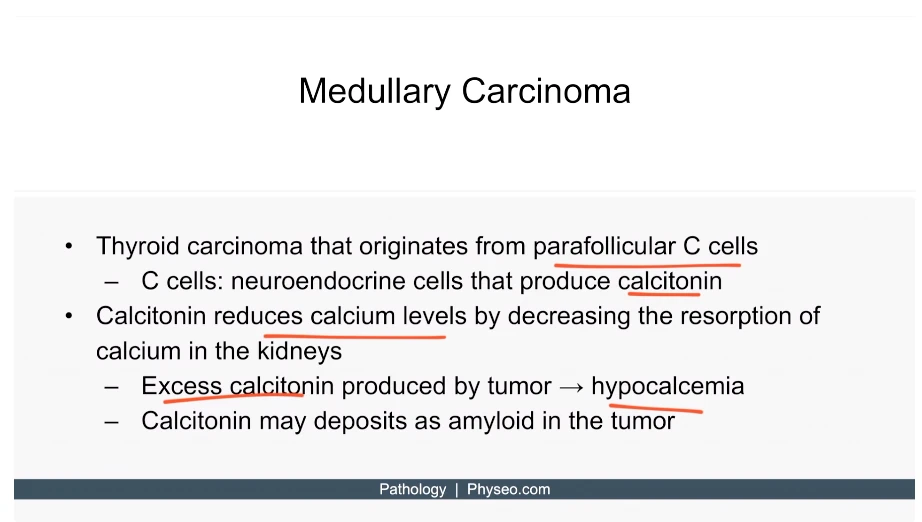 Medullary Carcinoma
• Thyroid carcinoma that originates from parafollicular C cells
– C cells: neuroendocrine cells that produce calcitonin
• Calcitonin reduces calcium levels by decreasing the resorption of
calcium in the kidneys
– Excess calcitonin produced by tumor → hypocalcemia
– Calcitonin may deposits as amyloid in the tumor
Pathology | Physeo.com